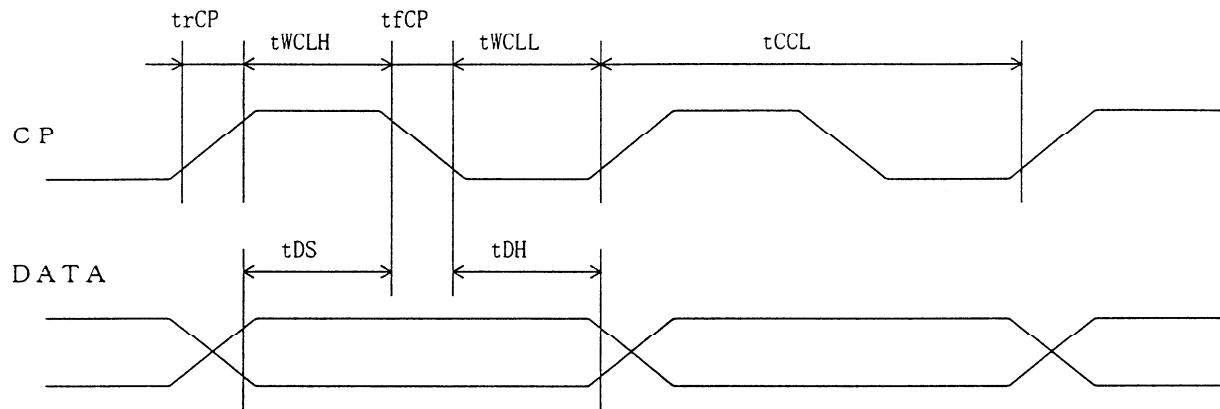 trCP tfCP
tWCLH tWCLL tCCL
CP
tDS tDH
DATA